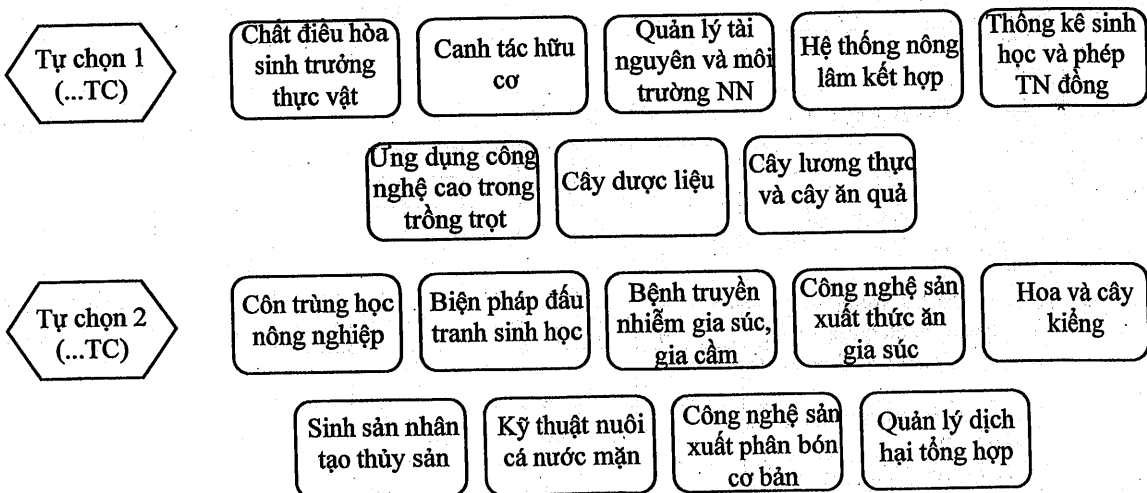 Tự chọn 1
(...TC)
Chất điều hòa
sinh trưởng
thực vật
Canh tác hữu
cơ
Quản lý tài
nguyên và môi
trường NN
Hệ thống nông
lâm kết hợp
Thống kê sinh
học và phép
TN đồng
Ứng dụng công
nghệ cao trong
trồng trọt
Cây dược liệu
Cây lương thực
và cây ăn quả
Tự chọn 2
(...TC)
Côn trùng học
nông nghiệp
Biện pháp đấu
tranh sinh học
Bệnh truyền
nhiễm gia súc,
gia cầm
Công nghệ sản
xuất thức ăn
gia súc
Hoa và cây
kiểng
Sinh sản nhân
tạo thủy sản
Kỹ thuật nuôi
cá nước mặn
Công nghệ sản
xuất phân bón
cơ bản
Quản lý dịch
hại tổng hợp